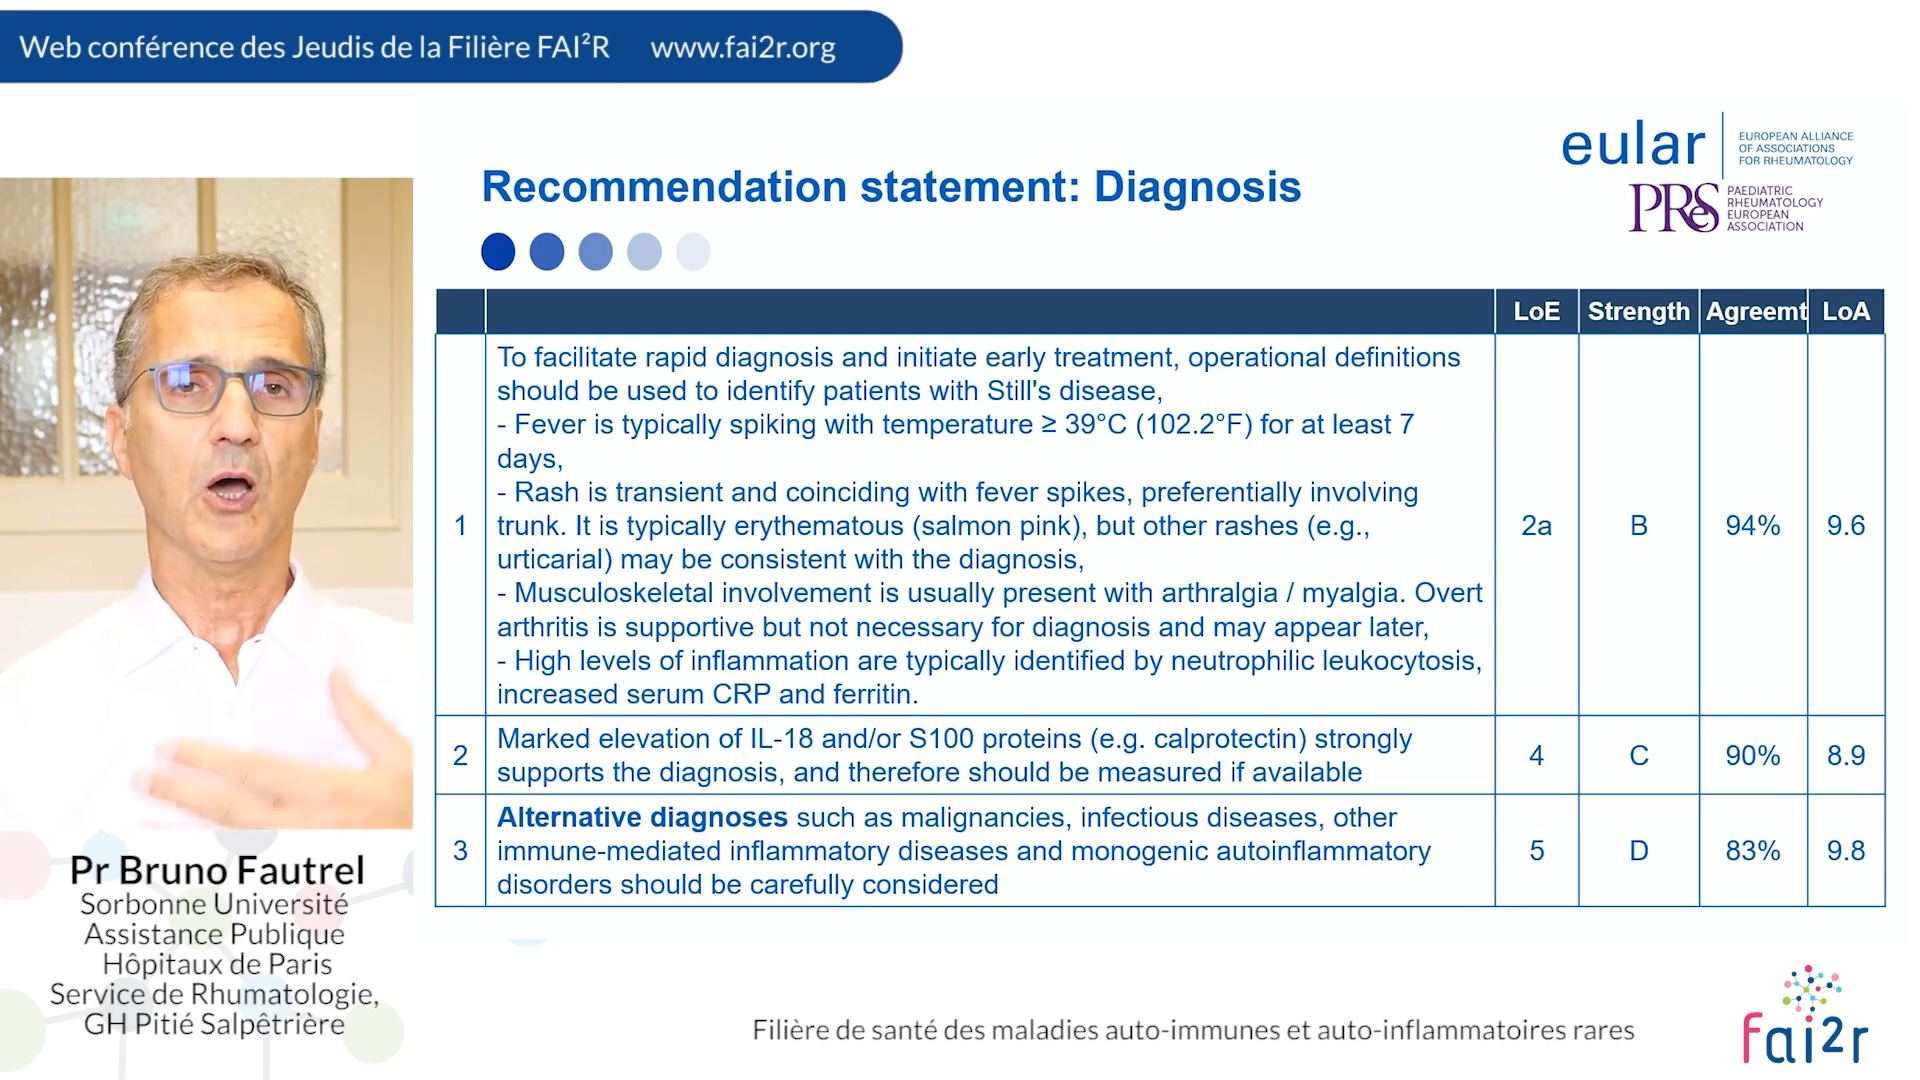 Web conférence des Jeudis de la Filière FAI²R www.fai2r.org
eular
EUROPEAN ALLIANCE
OF ASSOCIATIONS
FOR RHEUMATOLOGY
PReS
PAEDIATRIC
RHEUMATOLOGY
EUROPEAN
ASSOCIATION
Recommendation statement: Diagnosis
LoE Strength Agreemt LoA
1
To facilitate rapid diagnosis and initiate early treatment, operational definitions
should be used to identify patients with Still's disease,
- Fever is typically spiking with temperature ≥ 39°C (102.2°F) for at least 7
days,
- Rash is transient and coinciding with fever spikes, preferentially involving
trunk. It is typically erythematous (salmon pink), but other rashes (e.g.,
urticarial) may be consistent with the diagnosis,
- Musculoskeletal involvement is usually present with arthralgia / myalgia. Overt
arthritis is supportive but not necessary for diagnosis and may appear later,
- High levels of inflammation are typically identified by neutrophilic leukocytosis,
increased serum CRP and ferritin.
2a B 94% 9.6
2
Marked elevation of IL-18 and/or S100 proteins (e.g. calprotectin) strongly
supports the diagnosis, and therefore should be measured if available
4 C 90% 8.9
3
Alternative diagnoses such as malignancies, infectious diseases, other
immune-mediated inflammatory diseases and monogenic autoinflammatory
disorders should be carefully considered
5 D 83% 9.8
Pr Bruno Fautrel
Sorbonne Université
Assistance Publique
Hôpitaux de Paris
Service de Rhumatologie,
GH Pitié Salpêtrière
Filière de santé des maladies auto-immunes et auto-inflammatoires rares
fai2r